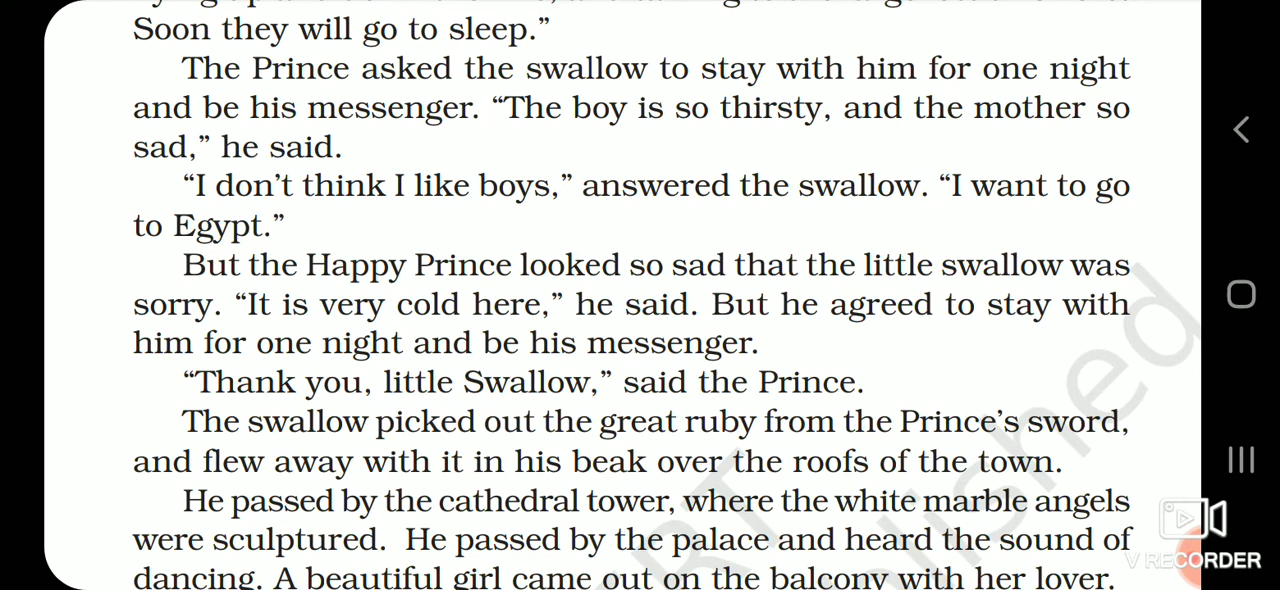 Soon they will go to sleep.”
The Prince asked the swallow to stay with him for one night
and be his messenger. “The boy is so thirsty, and the mother so
sad,” he said.
“I don’t think I like boys,” answered the swallow. “I want to go
to Egypt.”
But the Happy Prince looked so sad that the little swallow was
sorry. “It is very cold here,” he said. But he agreed to stay with
him for one night and be his messenger.
“Thank you, little Swallow,” said the Prince.
The swallow picked out the great ruby from the Prince’s sword,
and flew away with it in his beak over the roofs of the town.
He passed by the cathedral tower, where the white marble angels
were sculptured. He passed by the palace and heard the sound of
dancing. A beautiful girl came out on the balcony with her lover.
V RECORDER